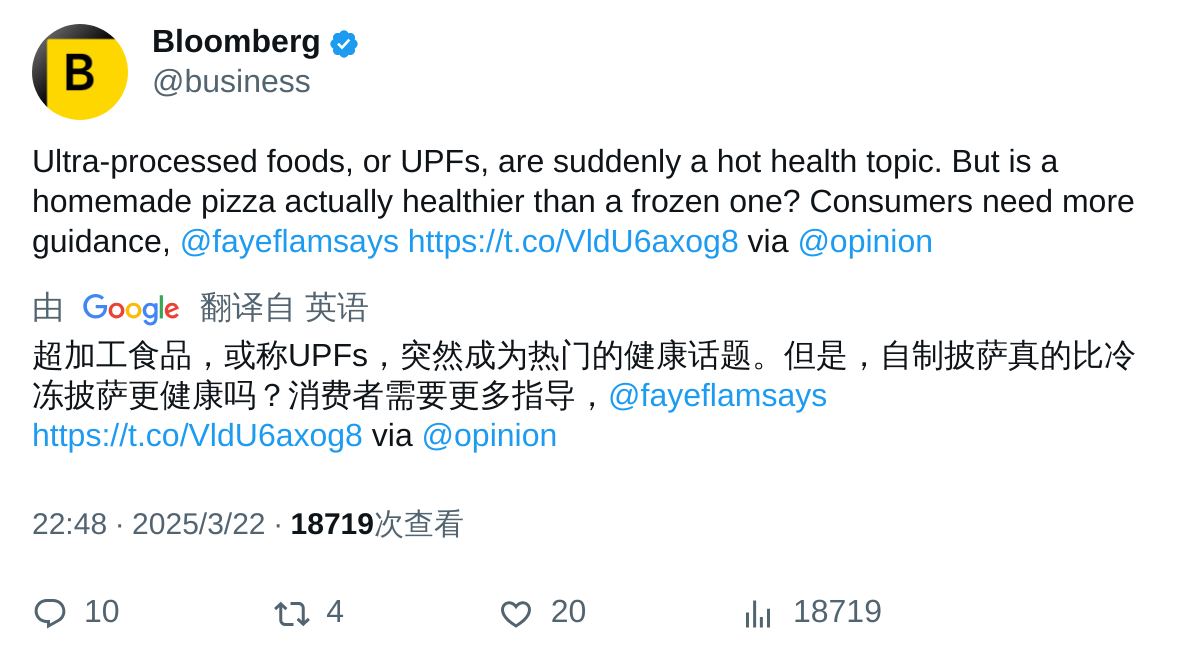 B
Bloomberg
@business
Ultra-processed foods, or UPFs, are suddenly a hot health topic. But is a
homemade pizza actually healthier than a frozen one? Consumers need more
guidance, @fayeflamsays https://t.co/VldU6axog8 via @opinion
由 Google 翻译自 英语
超加工食品，或称UPFs，突然成为热门的健康话题。但是，自制披萨真的比冷
冻披萨更健康吗？消费者需要更多指导，@fayeflamsays
https://t.co/VldU6axog8 via @opinion
22:48 · 2025/3/22 · 18719次查看
10 4 20 18719